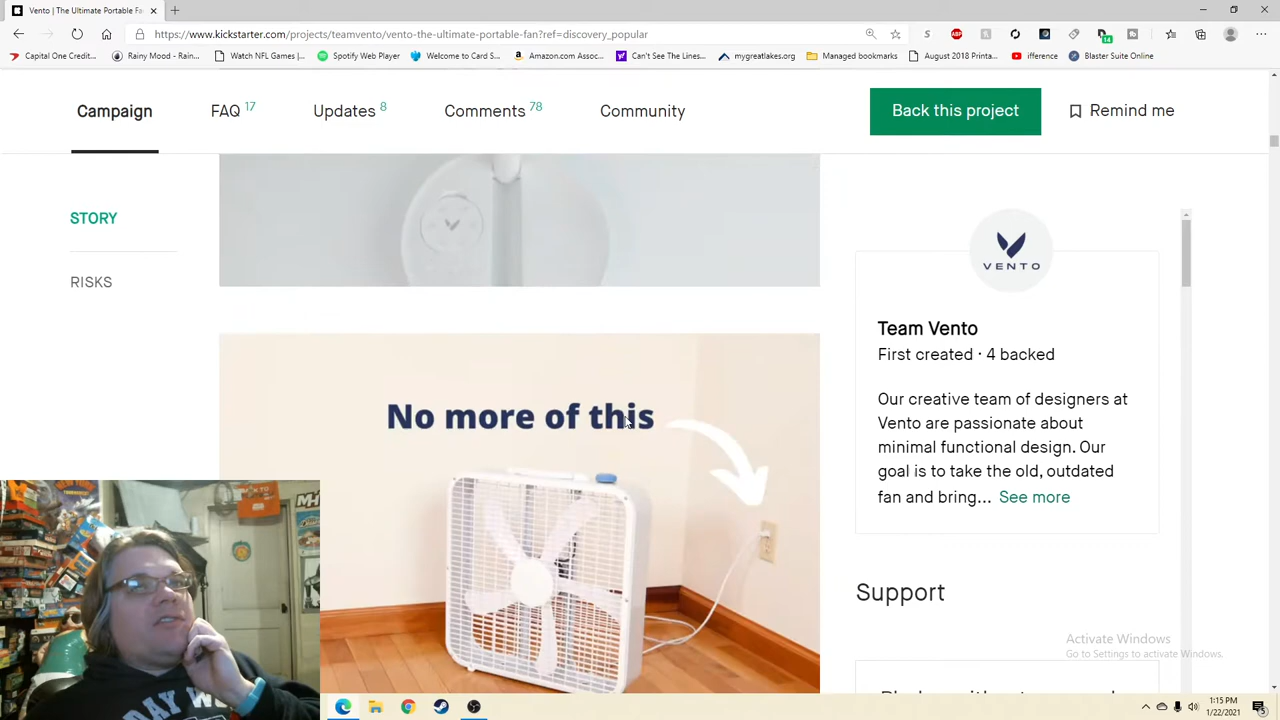 Vento | The Ultimate Portable Fa
https://www.kickstarter.com/projects/teamvento/vento-the-ultimate-portable-fan?ref=discovery_popular
Capital One Credit...
Rainy Mood - Rain...
Watch NFL Games |...
Spotify Web Player
Welcome to Card S...
Amazon.com Assoc...
Can't See The Lines...
mygreatlakes.org
Managed bookmarks
August 2018 Printa...
ifference
Blaster Suite Online
Campaign
FAQ 17
Updates 8
Comments 78
Community
Back this project
Remind me
STORY
RISKS
VENTO
Team Vento
First created · 4 backed
Our creative team of designers at
Vento are passionate about
minimal functional design. Our
goal is to take the old, outdated
fan and bring... See more
No more of this
Support
Activate Windows
Go to Settings to activate Windows.
1:15 PM
1/22/2021